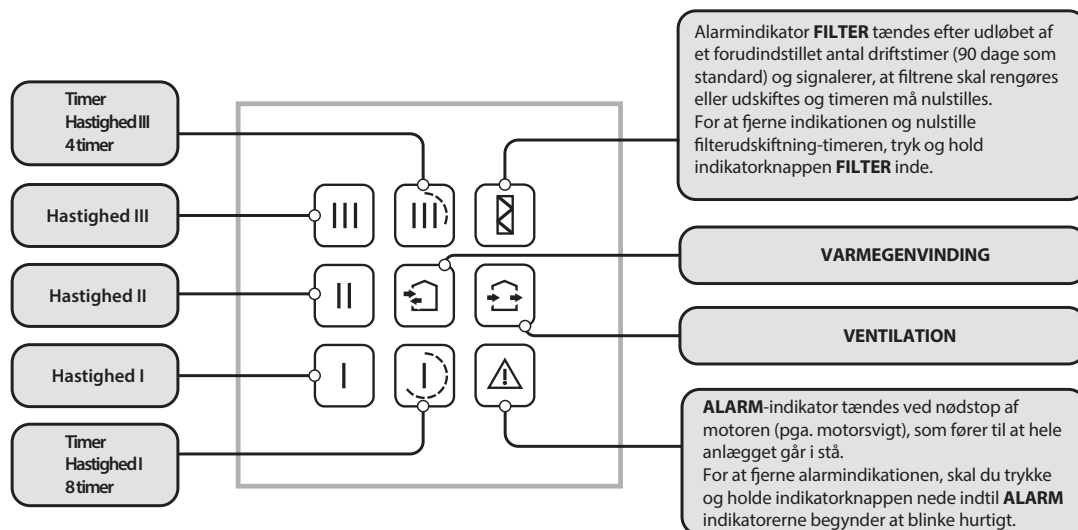 Timer
Hastighed III
4 timer
Hastighed III
Hastighed II
Hastighed I
Timer
Hastighed I
8 timer
III
III
II
I
I
Alarmindikator FILTER tændes efter udløbet af
et forudindstillet antal driftstimer (90 dage som
standard) og signalerer, at filtrene skal rengøres
eller udskiftes og timeren må nulstilles.
For at fjerne indikationen og nulstille
filterudskiftning-timeren, tryk og hold
indikatorknappen FILTER inde.
VARMEGENVINDING
VENTILATION
ALARM-indikator tændes ved nødstop af
motoren (pga. motorsvigt), som fører til at hele
anlægget går i stå.
For at fjerne alarmindikationen, skal du trykke
og holde indikatorknappen nede indtil ALARM
indikatorerne begynder at blinke hurtigt.